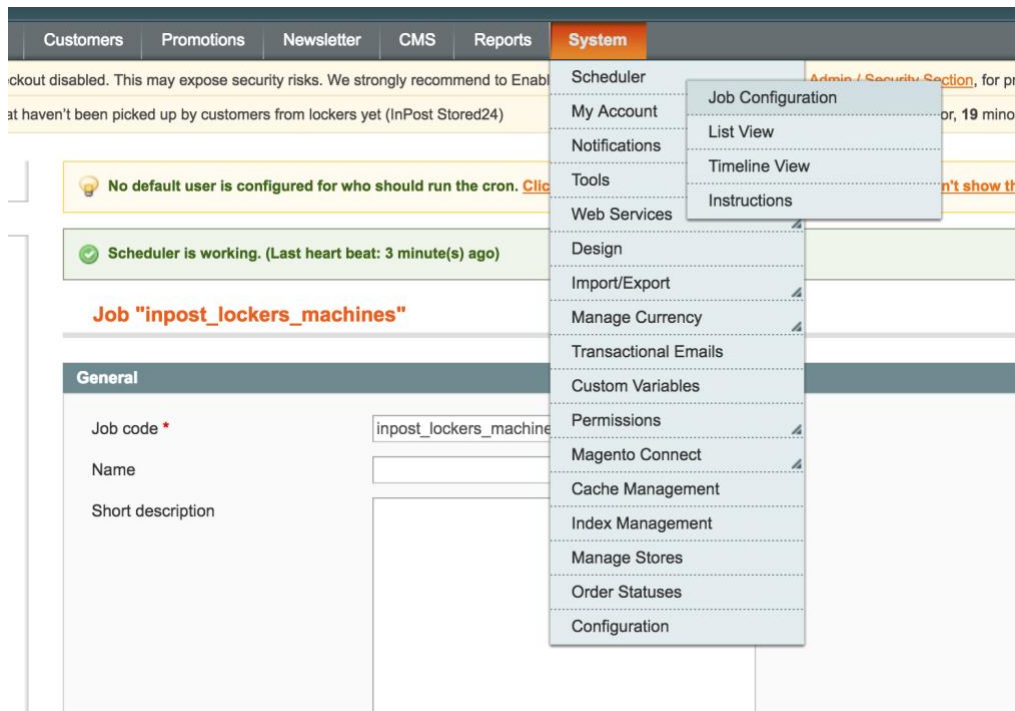 Customers Promotions Newsletter CMS Reports System
ckout disabled. This may expose security risks. We strongly recommend to Enabl Admin / Security Section, for pr
at haven't been picked up by customers from lockers yet (InPost Stored24) or, 19 mino
Scheduler
My Account
Notifications
Tools
Web Services
Design
Import/Export
Manage Currency
Transactional Emails
Custom Variables
Permissions
Magento Connect
Cache Management
Index Management
Manage Stores
Order Statuses
Configuration
Job Configuration
List View
Timeline View
Instructions
No default user is configured for who should run the cron. Clic n't show th
Scheduler is working. (Last heart beat: 3 minute(s) ago)
Job "inpost_lockers_machines"
General
Job code * inpost_lockers_machine
Name
Short description